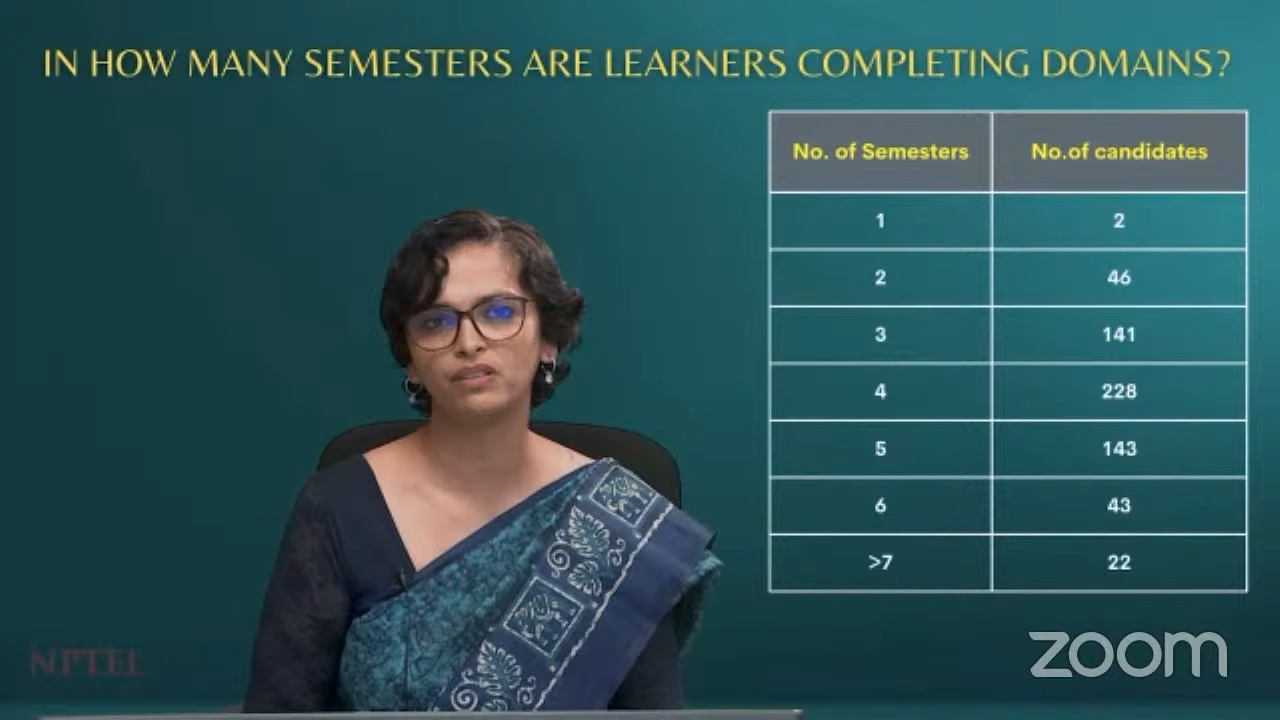 IN HOW MANY SEMESTERS ARE LEARNERS COMPLETING DOMAINS?
No. of Semesters No.of candidates
1 2
2 46
3 141
4 228
5 143
6 43
>7 22
NPTEL
zoom